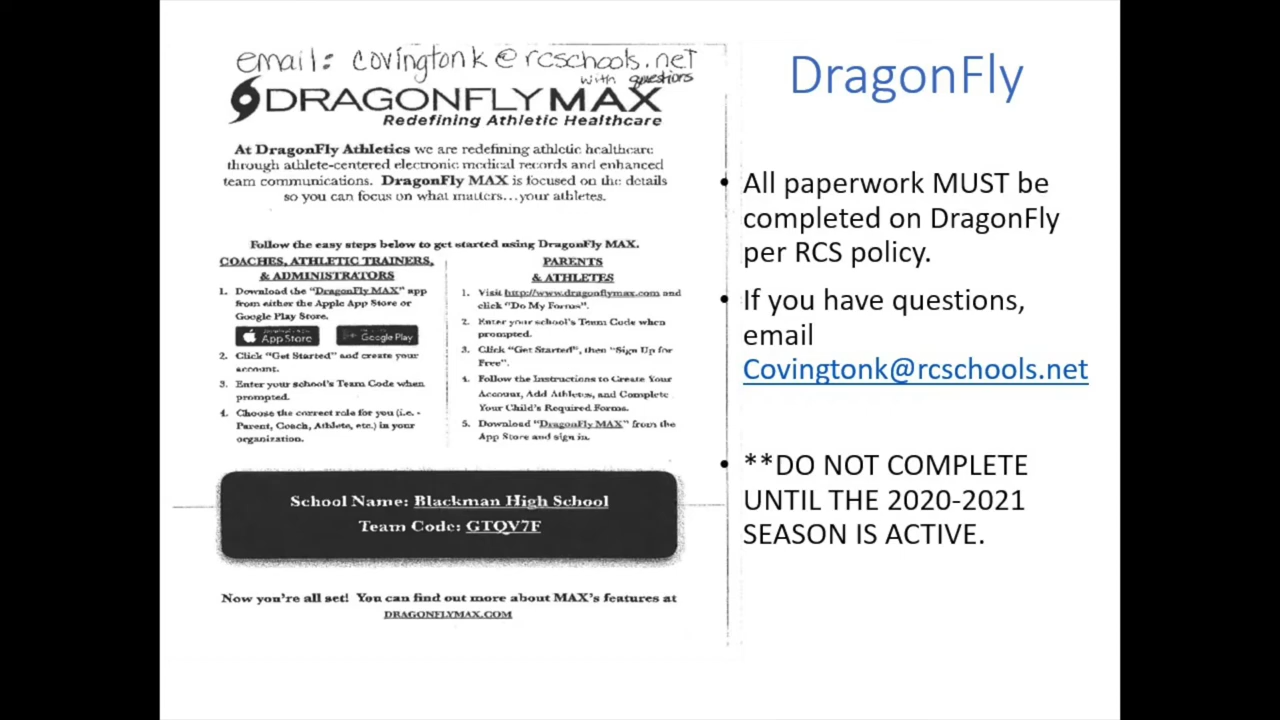 email: covingtonk@rcschools.net
with questions
DRAGONFLY MAX
Redefining Athletic Healthcare
At DragonFly Athletics we are redefining athletic healthcare
through athlete-centered electronic medical records and enhanced
team communications. DragonFly MAX is focused on the details
so you can focus on what matters...your athletes.
Follow the easy steps below to get started using DragonFly MAX.
COACHES, ATHLETIC TRAINERS,
& ADMINISTRATORS
1. Download the "DragonFly MAX" app
from either the Apple App Store or
Google Play Store.
App Store
Google Play
2. Click "Get Started" and create your
account.
3. Enter your school's Team Code when
prompted.
4. Choose the correct role for you (i.e. -
Parent, Coach, Athlete, etc.) in your
organization.
PARENTS
& ATHLETES
1. Visit http://www.dragonflymax.com and
click "Do My Forms".
2. Enter your school's Team Code when
prompted.
3. Click "Get Started", then "Sign Up for
Free".
4. Follow the Instructions to Create Your
Account, Add Athletes, and Complete
Your Child's Required Forms.
5. Download "DragonFly MAX" from the
App Store and sign in.
School Name: Blackman High School
Team Code: GTQV7F
Now you're all set! You can find out more about MAX's features at
DRAGONFLYMAX.COM
DragonFly
• All paperwork MUST be
completed on DragonFly
per RCS policy.
• If you have questions,
email
Covingtonk@rcschools.net
• **DO NOT COMPLETE
UNTIL THE 2020-2021
SEASON IS ACTIVE.